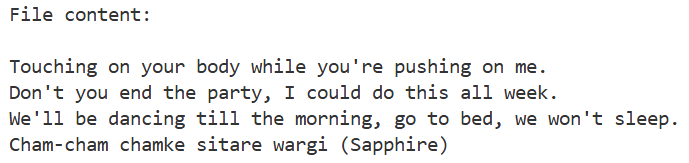 File content:
Touching on your body while you're pushing on me.
Don't you end the party, I could do this all week.
We'll be dancing till the morning, go to bed, we won't sleep.
Cham-cham chamke sitare wargi (Sapphire)